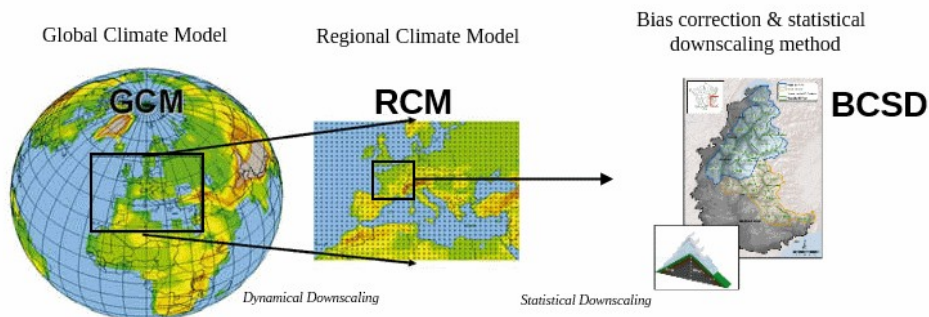 Global Climate Model
Regional Climate Model
Bias correction & statistical
downscaling method
GCM
RCM
BCSD
Dynamical Downscaling
Statistical Downscaling